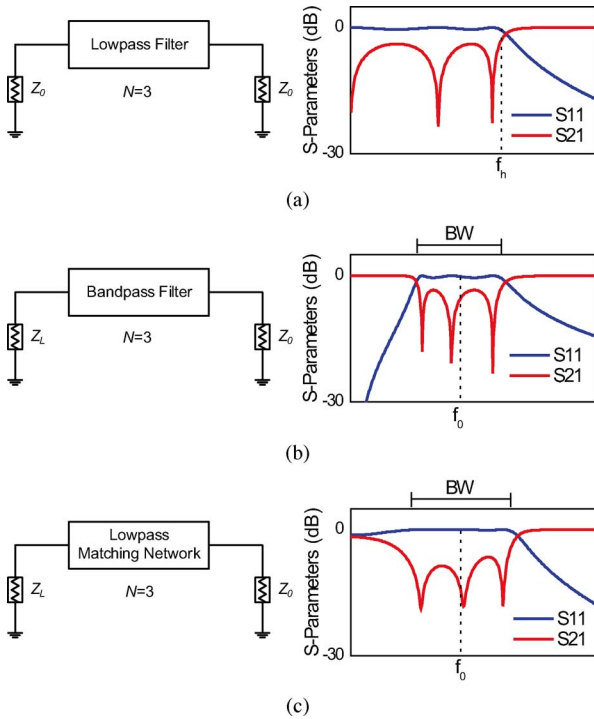 Lowpass Filter
N=3
Z0
Z0
S-Parameters (dB)
0
-30
S11
S21
fh
(a)
BW
Bandpass Filter
N=3
ZL
Z0
S-Parameters (dB)
0
-30
S11
S21
f0
(b)
BW
Lowpass
Matching Network
N=3
ZL
Z0
S-Parameters (dB)
0
-30
S11
S21
f0
(c)